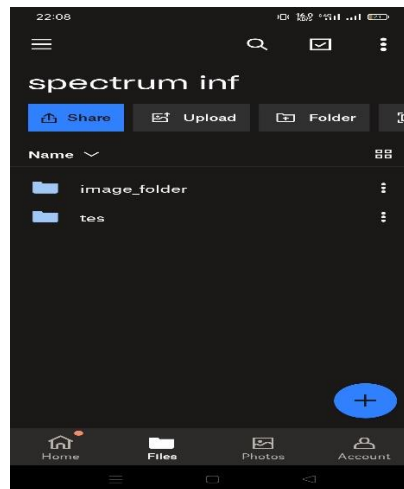 22:08
spectrum inf
Share Upload Folder
Name
image_folder
tes
Home Files Photos Account